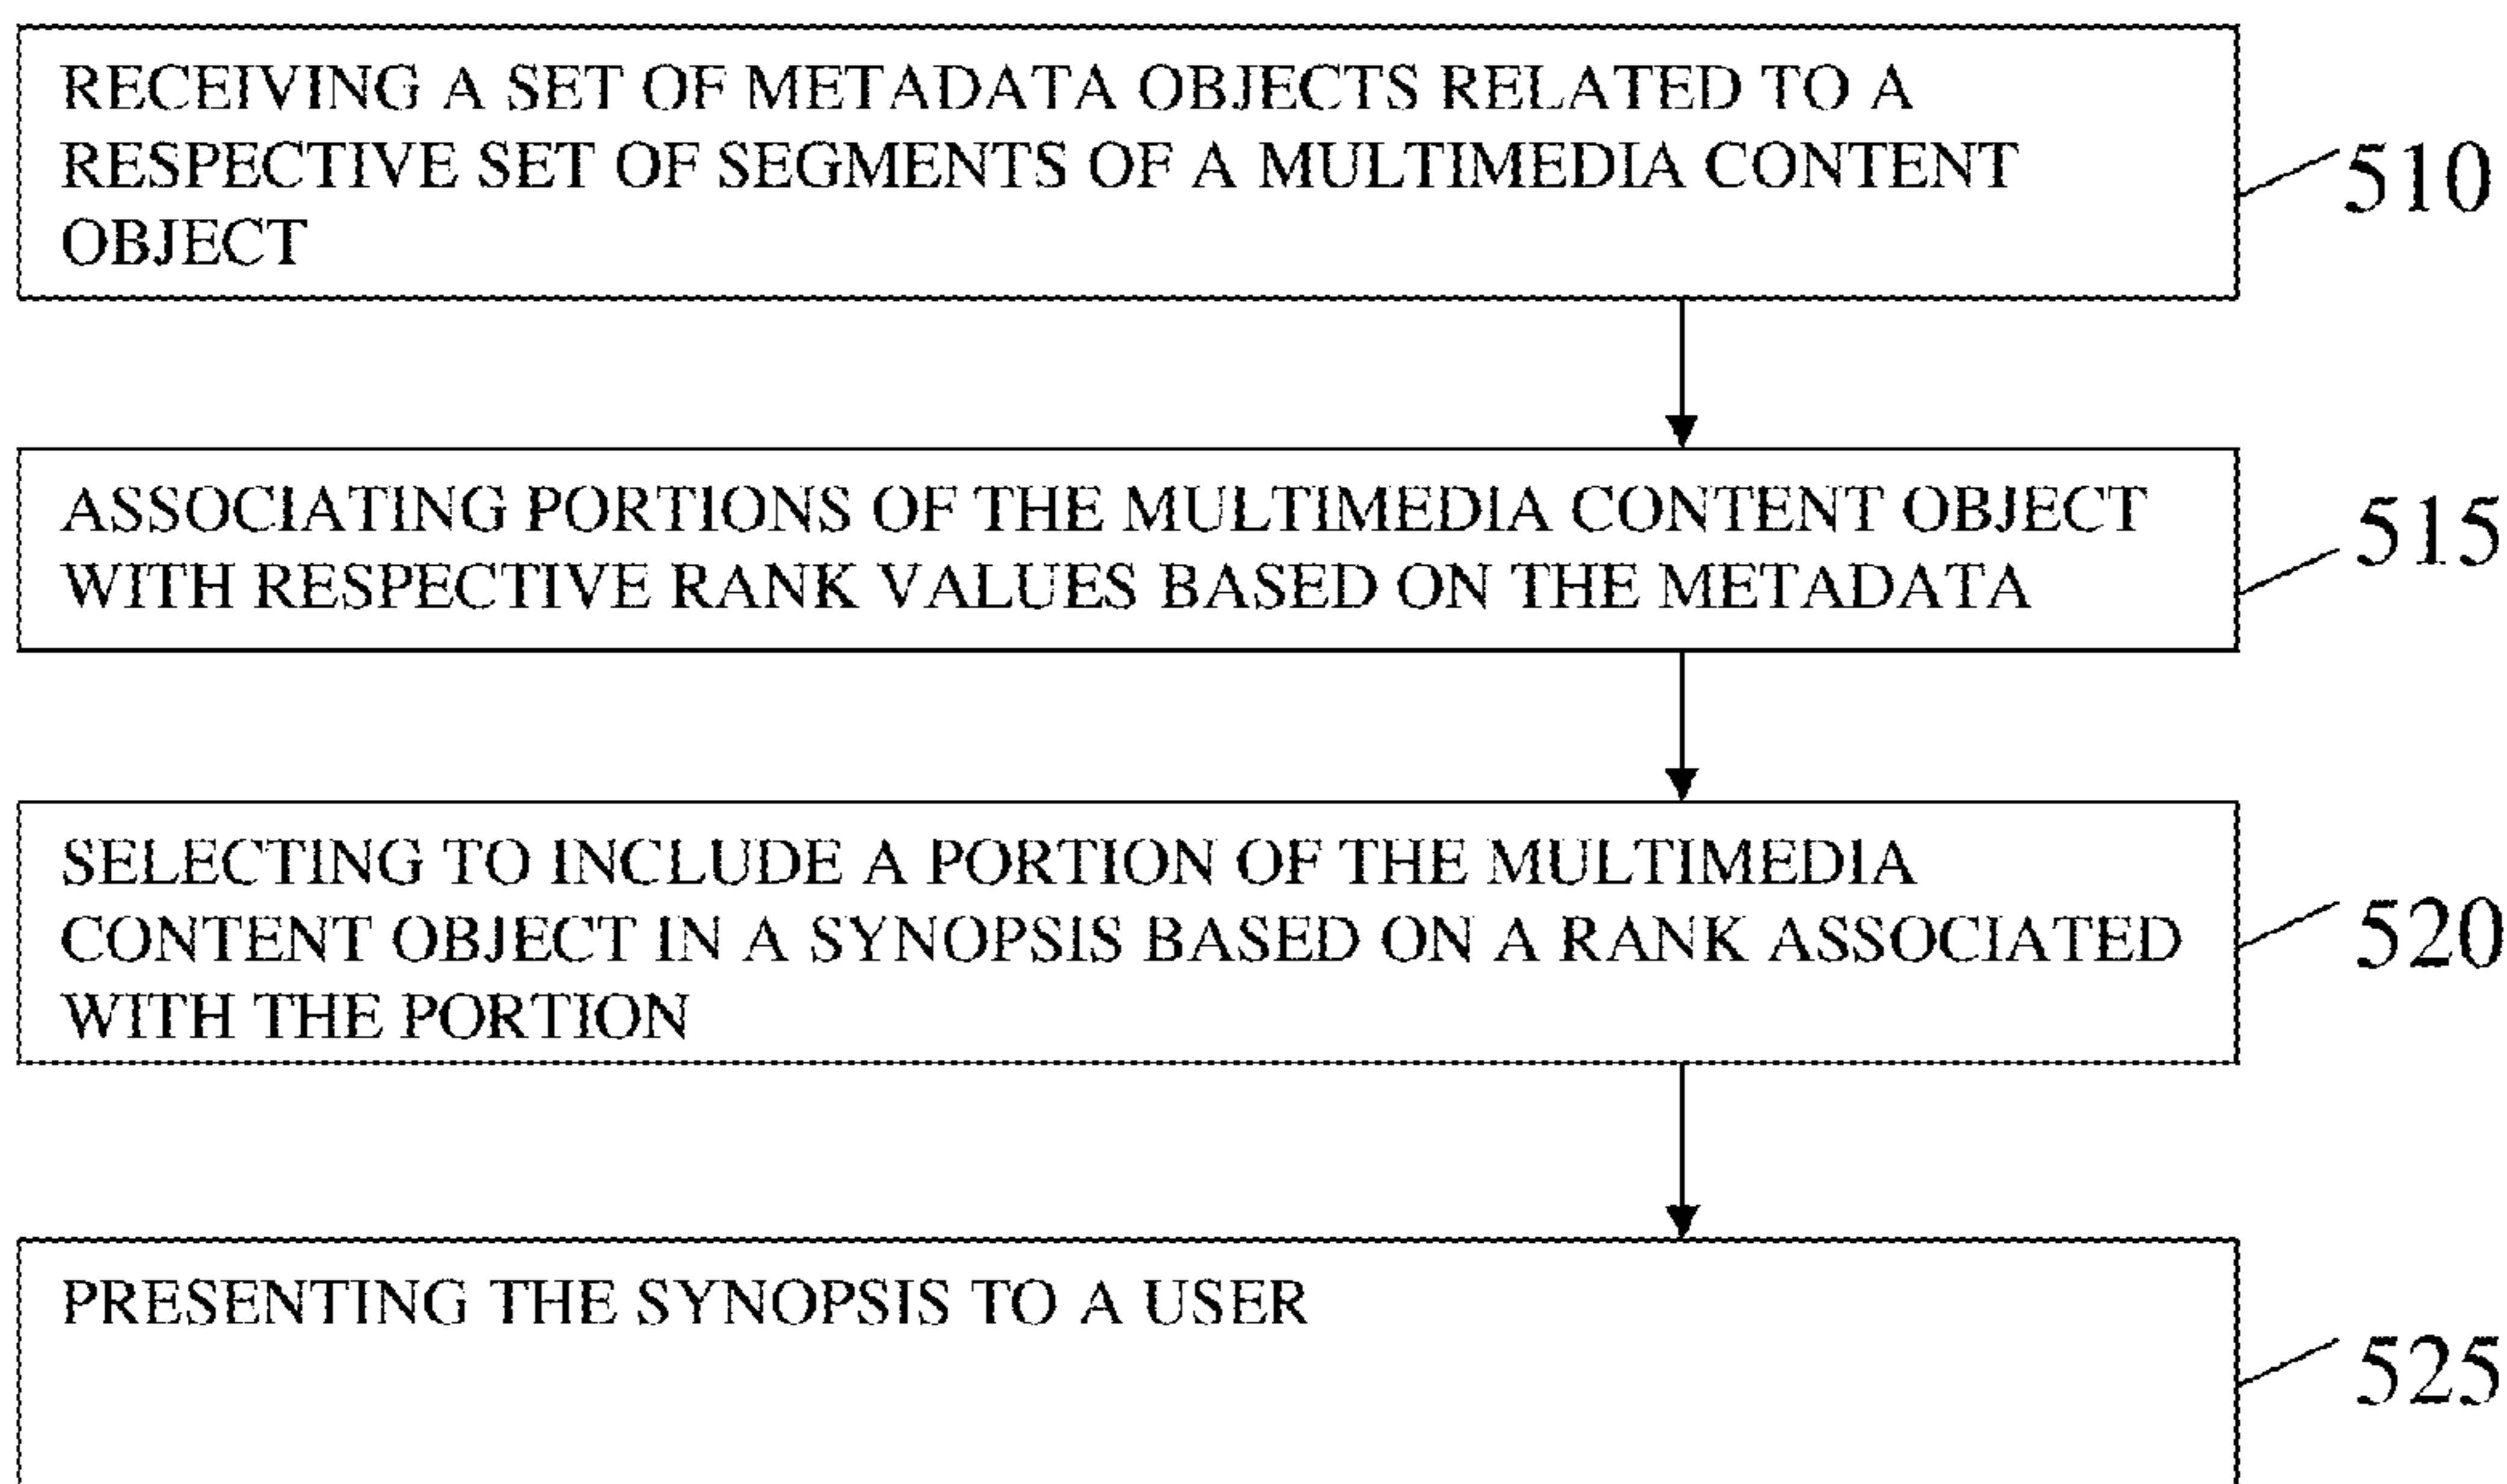 RECEIVING A SET OF METADATA OBJECTS RELATED TO A
RESPECTIVE SET OF SEGMENTS OF A MULTIMEDIA CONTENT
OBJECT
510
ASSOCIATING PORTIONS OF THE MULTIMEDIA CONTENT OBJECT
WITH RESPECTIVE RANK VALUES BASED ON THE METADATA
515
SELECTING TO INCLUDE A PORTION OF THE MULTIMEDIA
CONTENT OBJECT IN A SYNOPSIS BASED ON A RANK ASSOCIATED
WITH THE PORTION
520
PRESENTING THE SYNOPSIS TO A USER
525